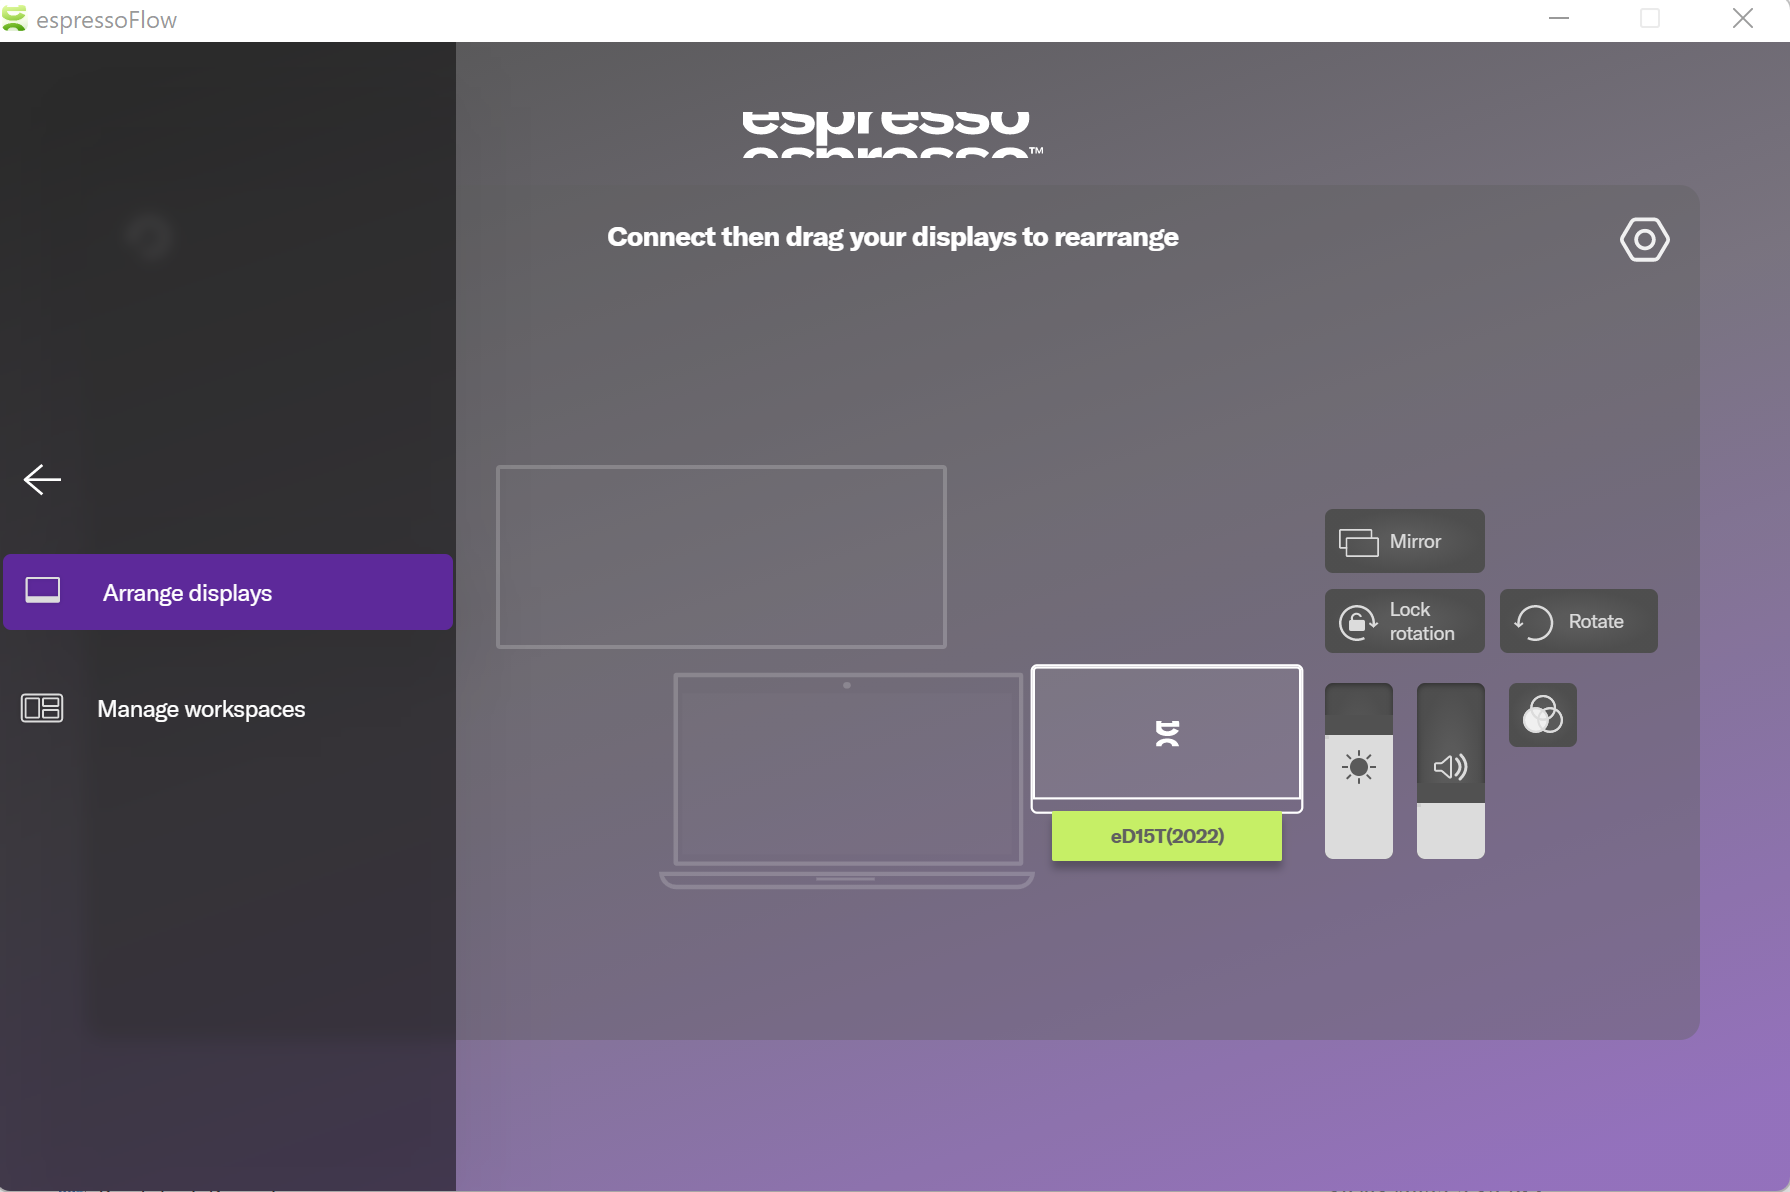 espressoFlow
espresso
espresso™
Connect then drag your displays to rearrange
Arrange displays
Manage workspaces
Mirror
Lock
rotation
Rotate
eD15T(2022)